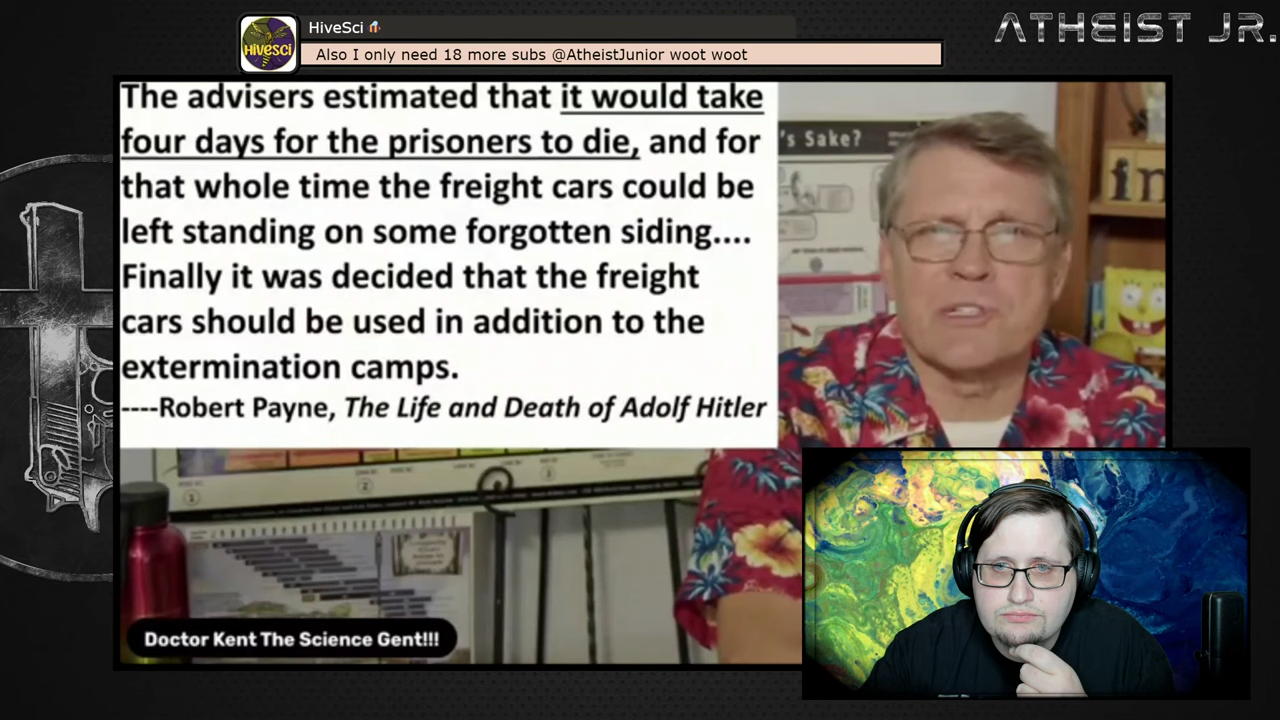 HiveSci
ATHEIST JR.
HIVESCI
Also I only need 18 more subs @AtheistJunior woot woot
The advisers estimated that it would take
four days for the prisoners to die, and for
that whole time the freight cars could be
left standing on some forgotten siding....
Finally it was decided that the freight
cars should be used in addition to the
extermination camps.
----Robert Payne, The Life and Death of Adolf Hitler
's Sake?
in
Doctor Kent The Science Gent!!!